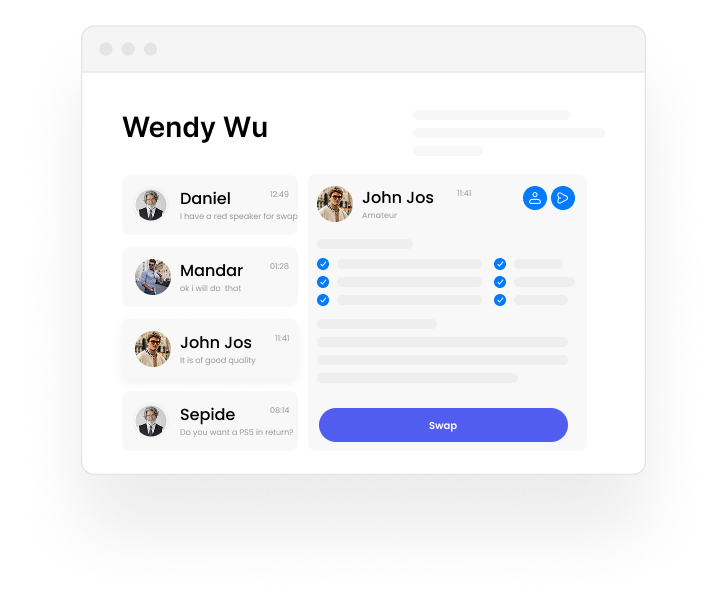 Wendy Wu
Daniel
12:49
I have a red speaker for swap
Mandar
01:28
ok i will do that
John Jos
11:41
It is of good quality
Sepide
08:14
Do you want a PS5 in return?
John Jos
11:41
Amateur
Swap